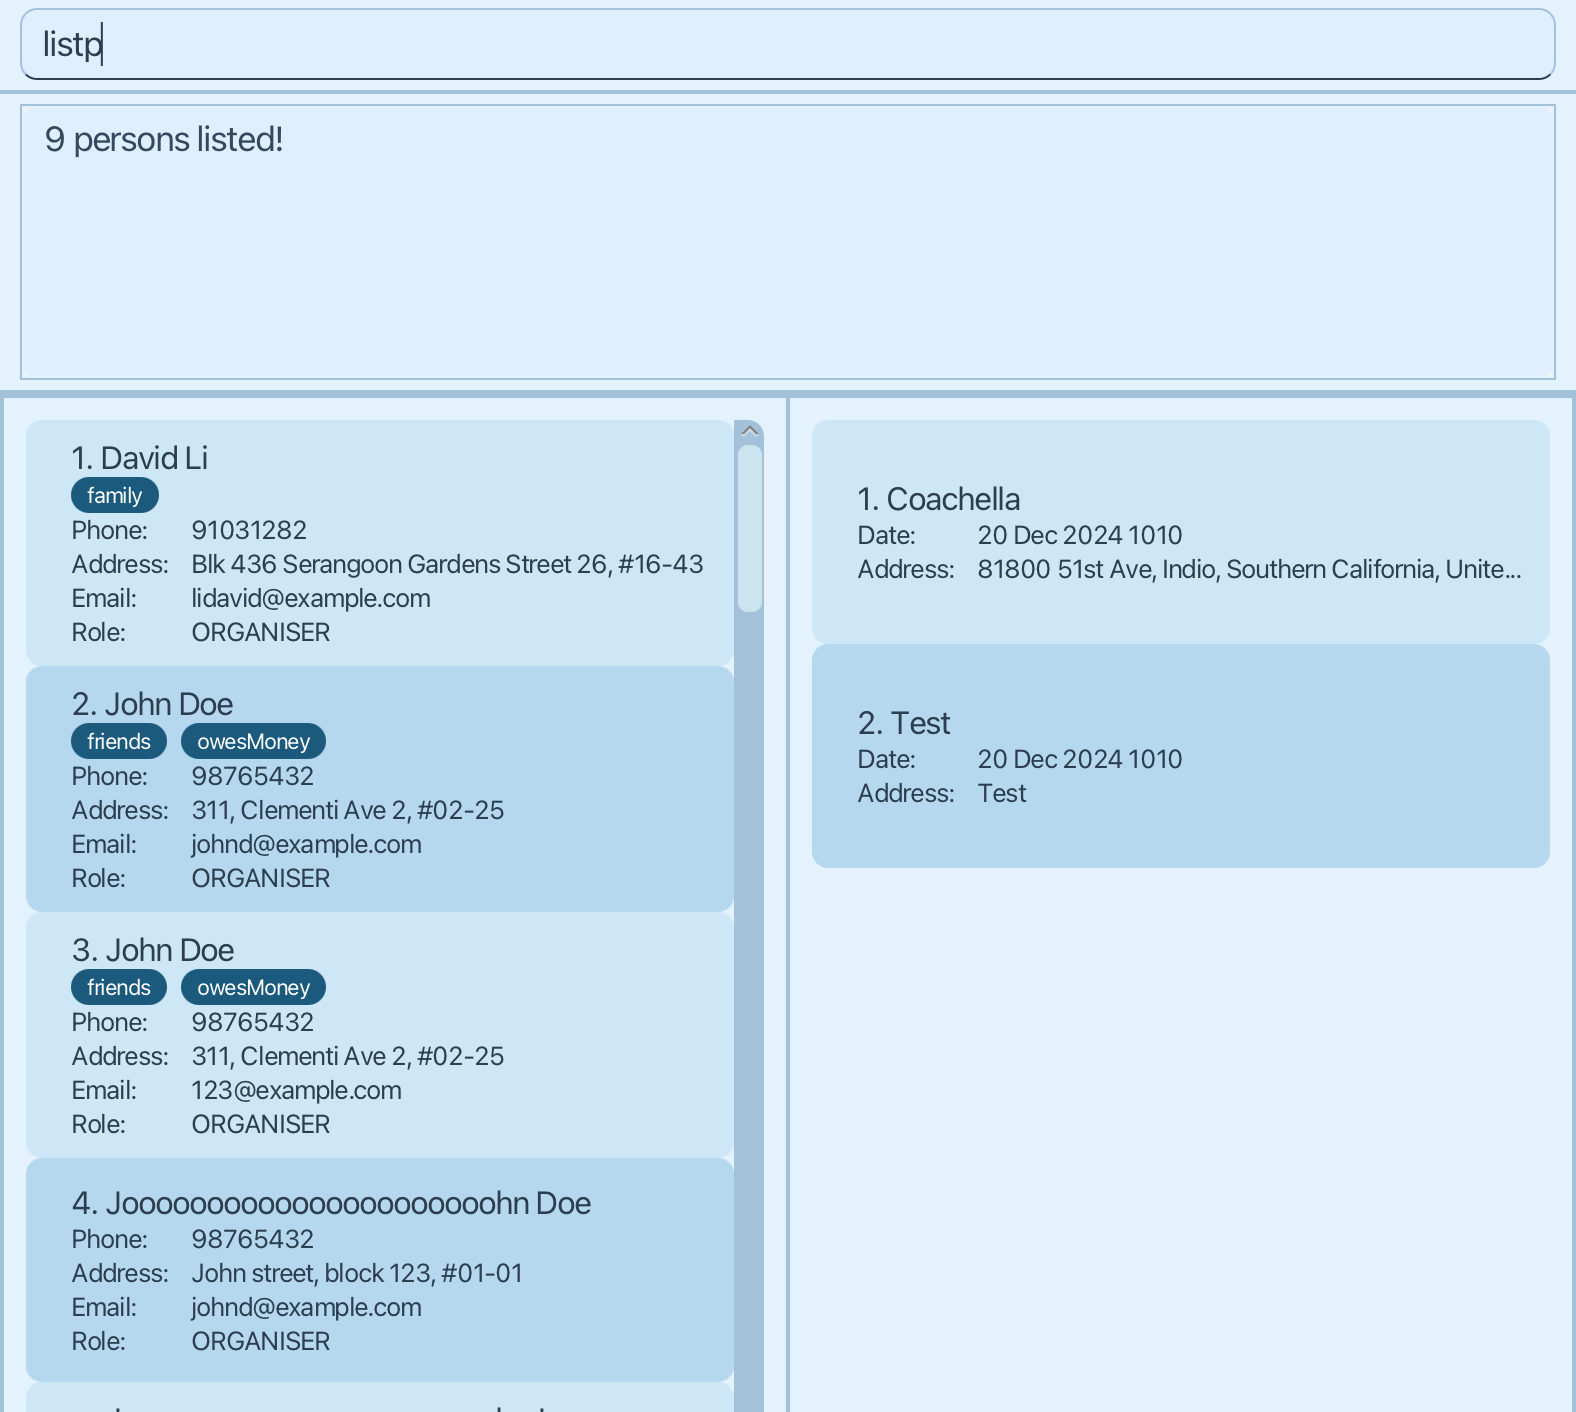 listp
9 persons listed!
1. David Li
family
Phone: 91031282
Address: Blk 436 Serangoon Gardens Street 26, #16-43
Email: lidavid@example.com
Role: ORGANISER
2. John Doe
friends owesMoney
Phone: 98765432
Address: 311, Clementi Ave 2, #02-25
Email: johnd@example.com
Role: ORGANISER
3. John Doe
friends owesMoney
Phone: 98765432
Address: 311, Clementi Ave 2, #02-25
Email: 123@example.com
Role: ORGANISER
4. Joooooooooooooooooooooohn Doe
Phone: 98765432
Address: John street, block 123, #01-01
Email: johnd@example.com
Role: ORGANISER
1. Coachella
Date: 20 Dec 2024 1010
Address: 81800 51st Ave, Indio, Southern California, Unite...
2. Test
Date: 20 Dec 2024 1010
Address: Test